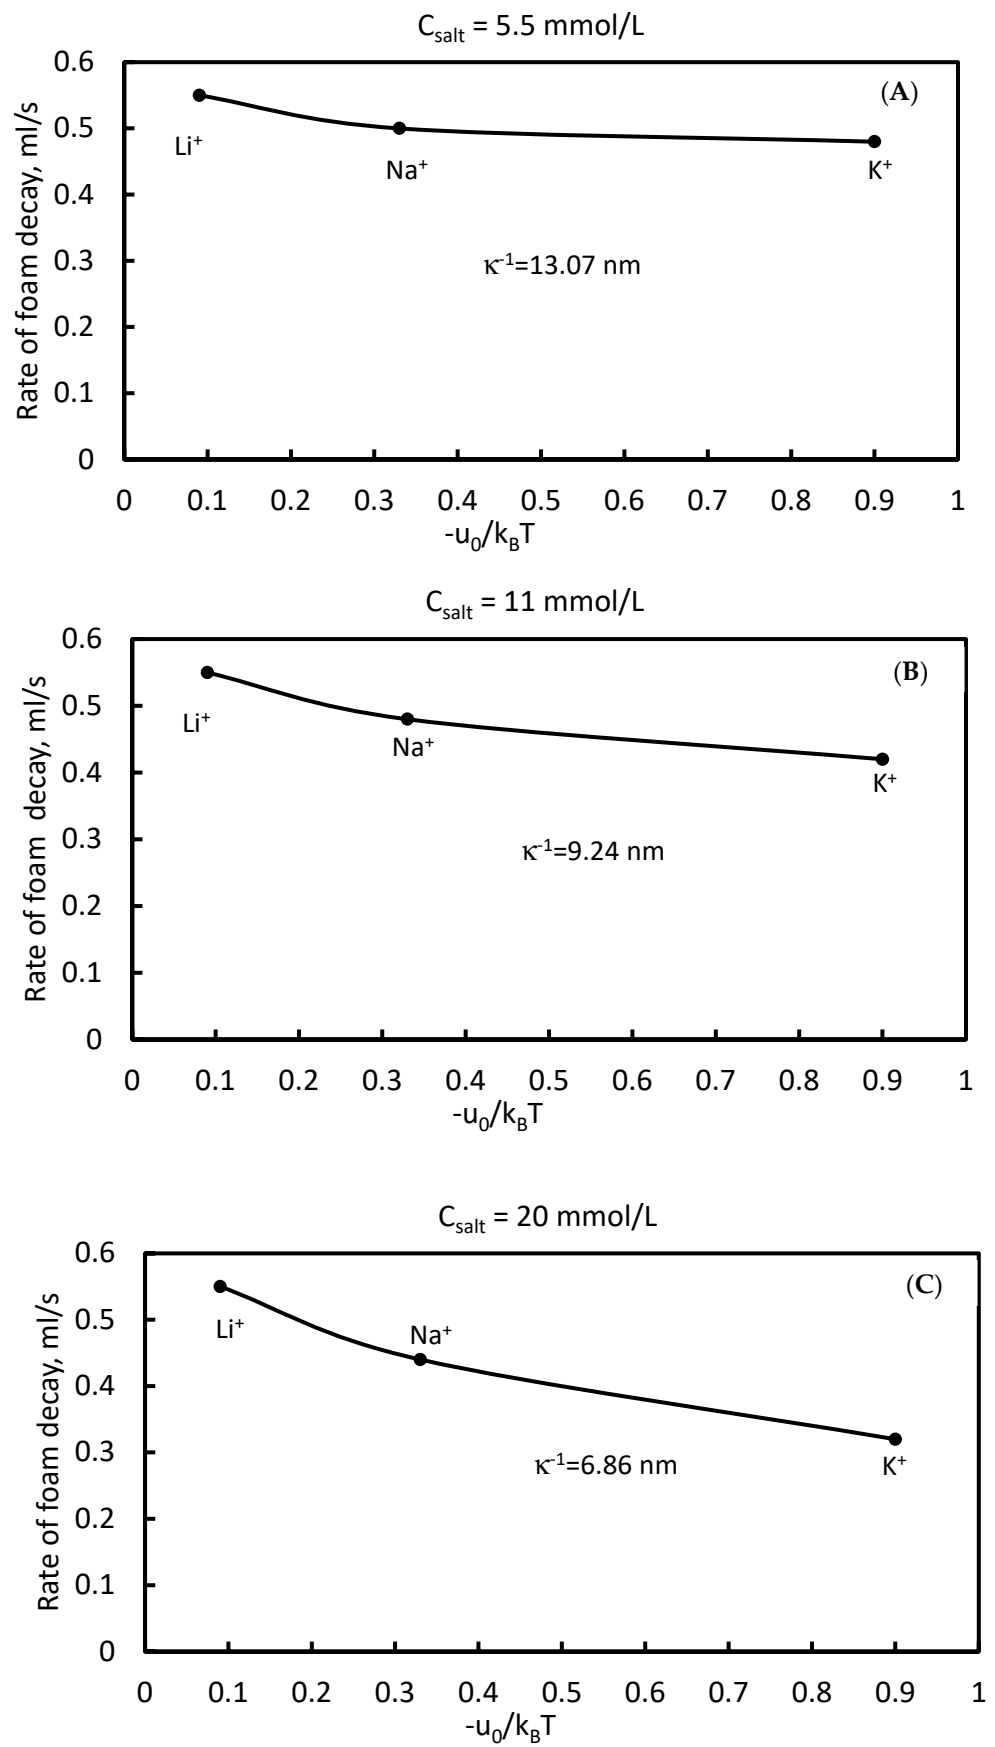 C_salt = 5.5 mmol/L
(A)
Rate of foam decay, ml/s
0.6
0.5
0.4
0.3
0.2
0.1
0
Li⁺
Na⁺
K⁺
κ⁻¹=13.07 nm
0 0.1 0.2 0.3 0.4 0.5 0.6 0.7 0.8 0.9 1
-u₀/k_BT
C_salt = 11 mmol/L
(B)
Rate of foam decay, ml/s
0.6
0.5
0.4
0.3
0.2
0.1
0
Li⁺
Na⁺
K⁺
κ⁻¹=9.24 nm
0 0.1 0.2 0.3 0.4 0.5 0.6 0.7 0.8 0.9 1
-u₀/k_BT
C_salt = 20 mmol/L
(C)
Rate of foam decay, ml/s
0.6
0.5
0.4
0.3
0.2
0.1
0
Li⁺
Na⁺
K⁺
κ⁻¹=6.86 nm
0 0.1 0.2 0.3 0.4 0.5 0.6 0.7 0.8 0.9 1
-u₀/k_BT